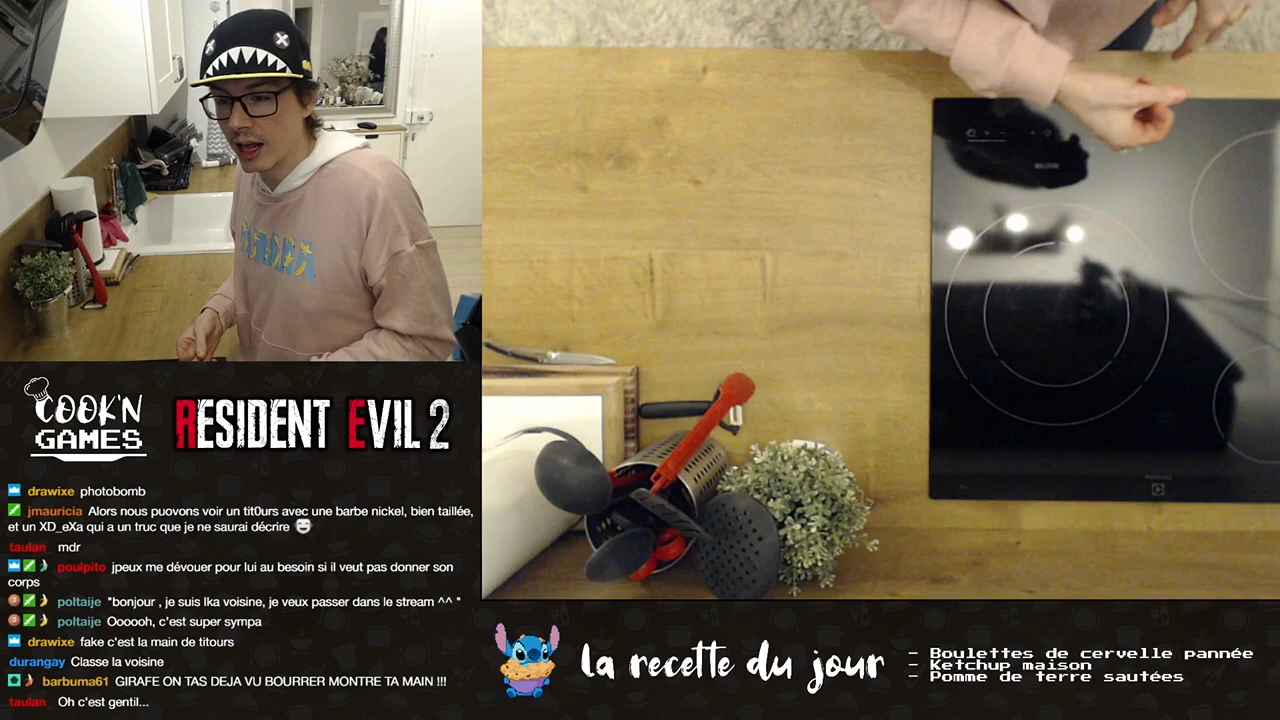 COOK'N
GAMES
RESIDENT EVIL 2
drawixe photobomb
jmauricia Alors nous puovons voir un tit0urs avec une barbe nickel, bien taillée,
et un XD_eXa qui a un truc que je ne saurai décrire
taulan_ mdr
poulpito jpeux me dévouer pour lui au besoin si il veut pas donner son
corps
poltaije "bonjour , je suis lka voisine, je veux passer dans le stream ^^ "
poltaije Oooooh, c'est super sympa
drawixe fake c'est la main de titours
durangay Classe la voisine
barbuma61 GIRAFE ON TAS DEJA VU BOURRER MONTRE TA MAIN !!!
taulan_ Oh c'est gentil...
la recette du jour
- Boulettes de cervelle pannée
- Ketchup maison
- Pomme de terre sautées